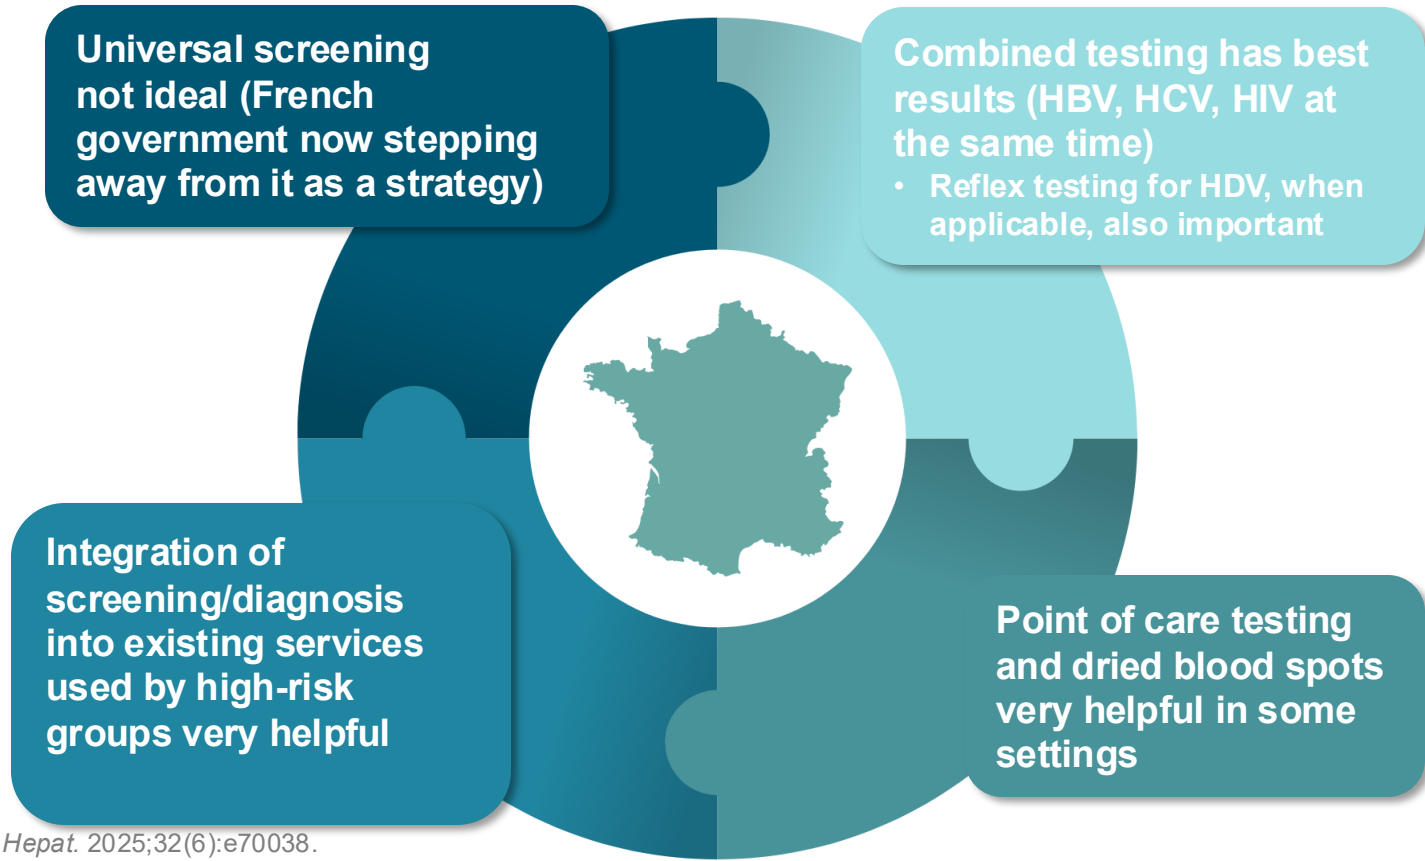 Universal screening
not ideal (French
government now stepping
away from it as a strategy)
Combined testing has best
results (HBV, HCV, HIV at
the same time)
• Reflex testing for HDV, when
applicable, also important
Integration of
screening/diagnosis
into existing services
used by high-risk
groups very helpful
Point of care testing
and dried blood spots
very helpful in some
settings
Hepat. 2025;32(6):e70038.